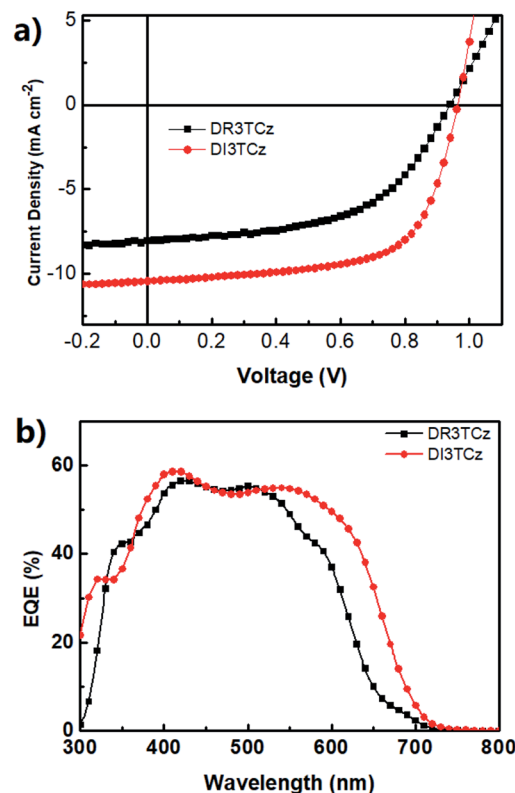 a)
5
0
-5
-10
Current Density (mA cm-2)
DR3TCz
DI3TCz
-0.2 0.0 0.2 0.4 0.6 0.8 1.0
Voltage (V)
b)
60
40
20
0
EQE (%)
DR3TCz
DI3TCz
300 400 500 600 700 800
Wavelength (nm)